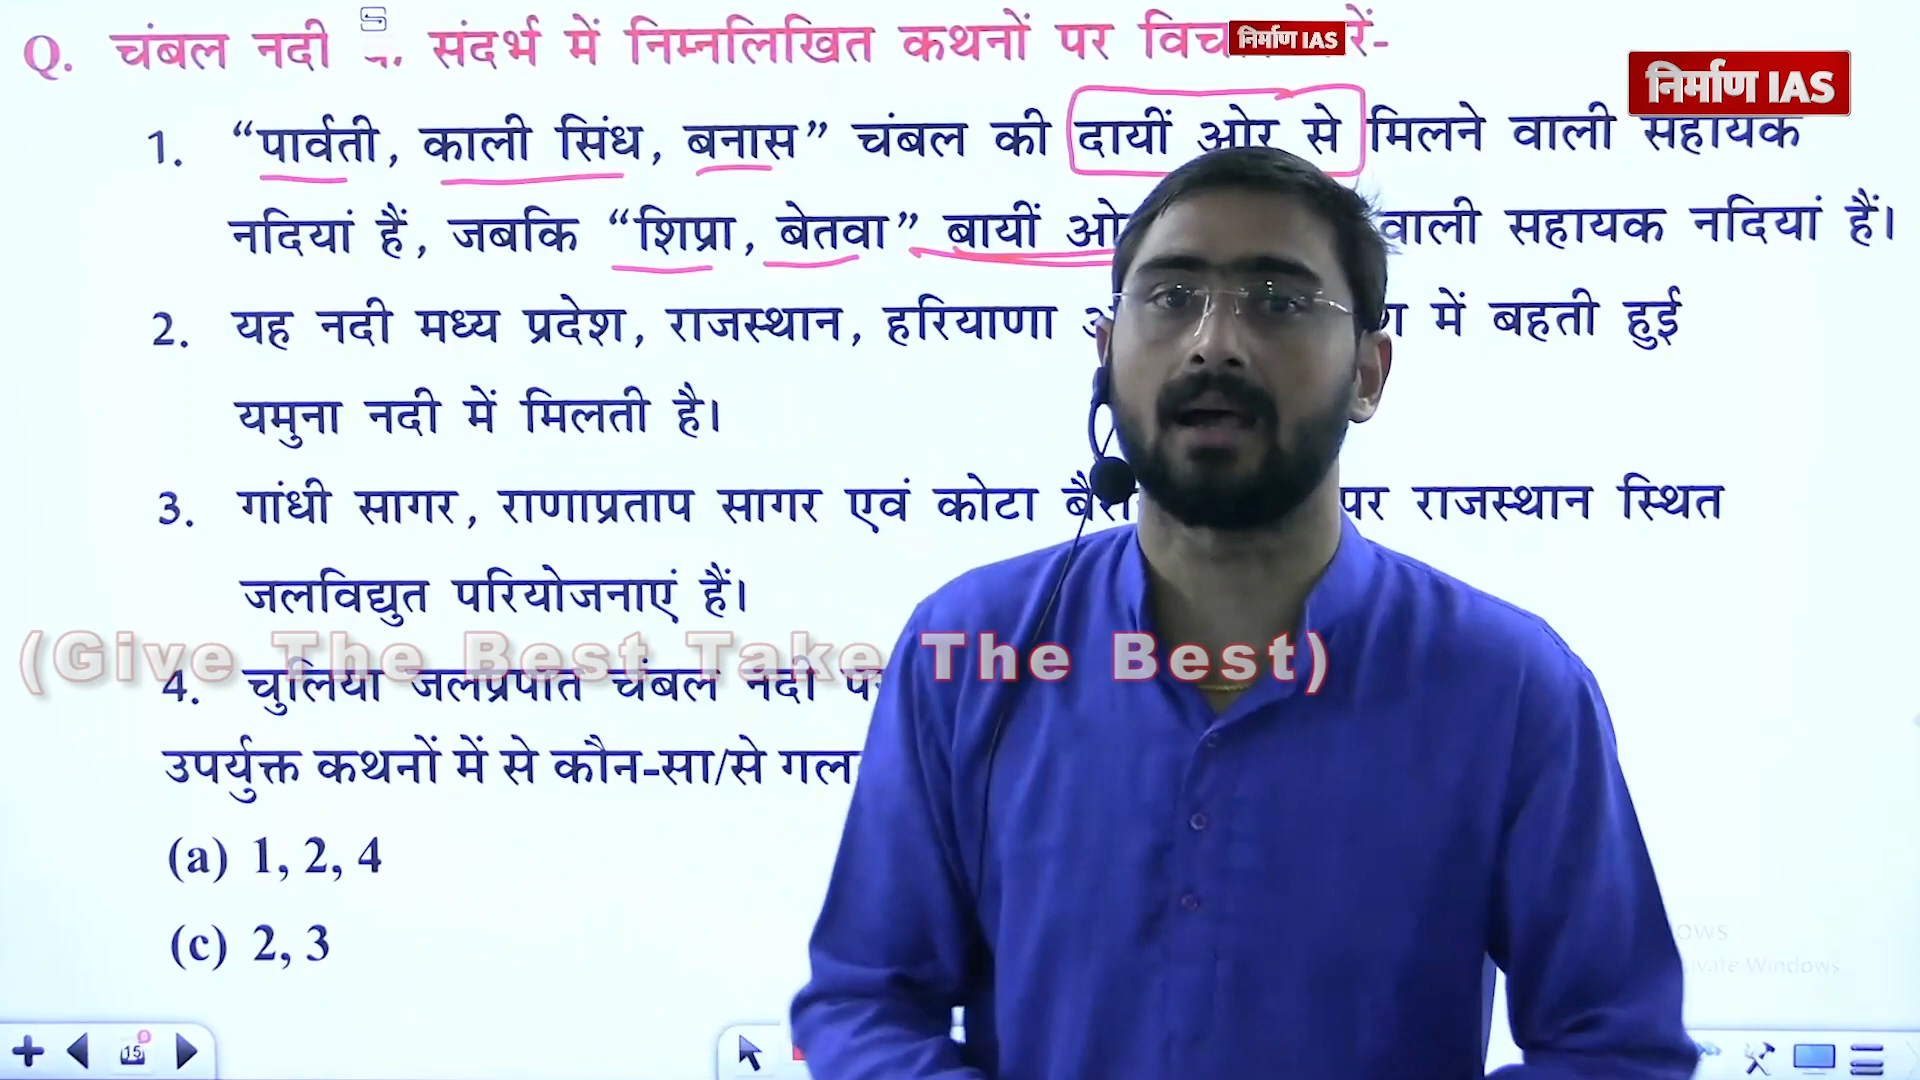 Q. चंबल नदी संदर्भ में निम्नलिखित कथनों पर
निर्माण IAS
निर्माण IAS
1. “पार्वती, काली सिंध, बनास” चंबल की दायीं ओर से मिलने वाली सहायक
नदियां हैं, जबकि “शिप्रा, बेतवा” बायीं वाली सहायक नदियां हैं।
2. यह नदी मध्य प्रदेश, राजस्थान, हरियाणा में बहती हुई
यमुना नदी में मिलती है।
3. गांधी सागर, राणाप्रताप सागर एवं कोटा पर राजस्थान स्थित
जलविद्युत परियोजनाएं हैं।
(Give The Best Take The Best)
4. चुलिया जलप्रपात चंबल नदी
उपर्युक्त कथनों में से कौन-सा/से
(a) 1, 2, 4
(c) 2, 3
15